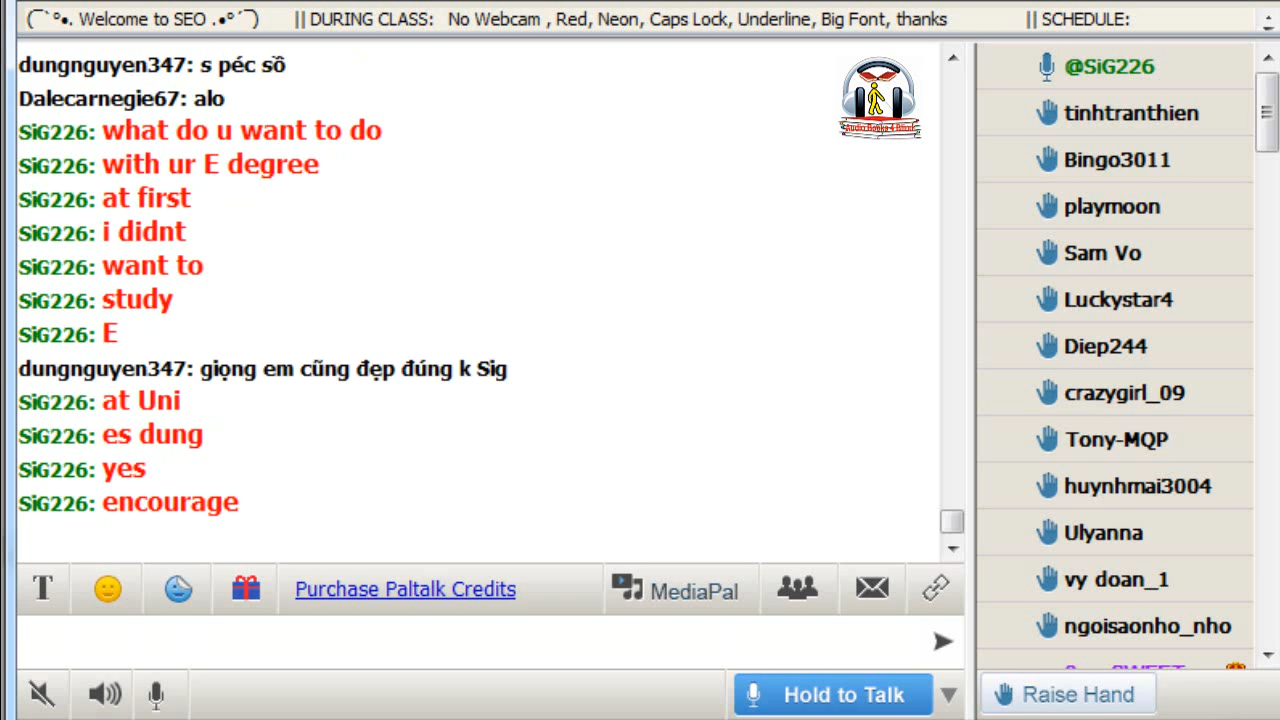 (¯`°•. Welcome to SEO .•°´¯) || DURING CLASS: No Webcam , Red, Neon, Caps Lock, Underline, Big Font, thanks || SCHEDULE:
dungnguyen347: s péc sồ
Dalecarnegie67: alo
SiG226: what do u want to do
SiG226: with ur E degree
SiG226: at first
SiG226: i didnt
SiG226: want to
SiG226: study
SiG226: E
dungnguyen347: giọng em cũng đẹp đúng k Sig
SiG226: at Uni
SiG226: es dung
SiG226: yes
SiG226: encourage
Purchase Paltalk Credits
MediaPal
Hold to Talk
@SiG226
tinhtranthien
Bingo3011
playmoon
Sam Vo
Luckystar4
Diep244
crazygirl_09
Tony-MQP
huynhmai3004
Ulyanna
vy doan_1
ngoisaonho_nho
Raise Hand